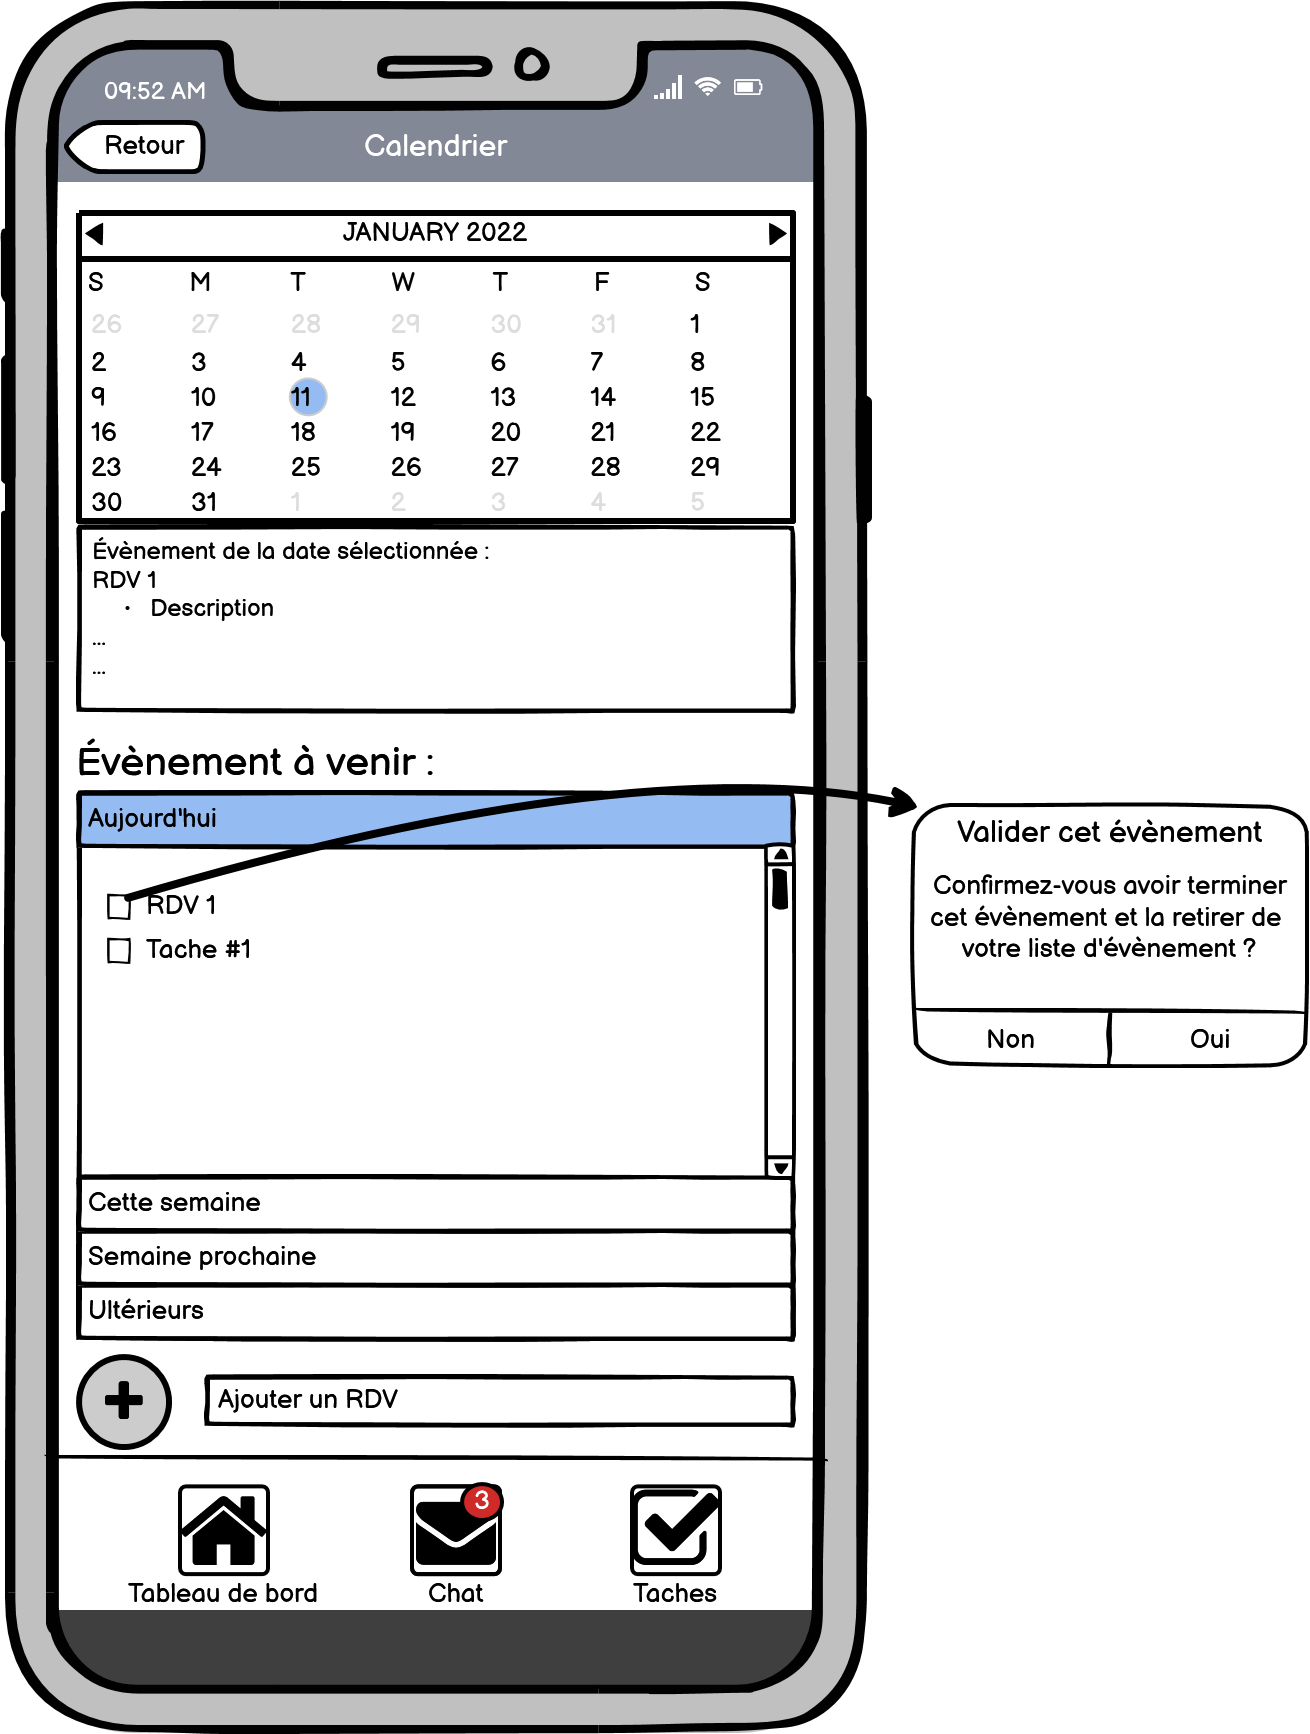 09:52 AM
Retour
Calendrier
JANUARY 2022
S M T W T F S
26 27 28 29 30 31 1
2 3 4 5 6 7 8
9 10 11 12 13 14 15
16 17 18 19 20 21 22
23 24 25 26 27 28 29
30 31 1 2 3 4 5
Évènement de la date sélectionnée :
RDV 1
• Description
...
...
Évènement à venir :
Aujourd'hui
RDV 1
Tache #1
Cette semaine
Semaine prochaine
Ultérieurs
Ajouter un RDV
3
Tableau de bord
Chat
Taches
Valider cet évènement
Confirmez-vous avoir terminer
cet évènement et la retirer de
votre liste d'évènement ?
Non
Oui